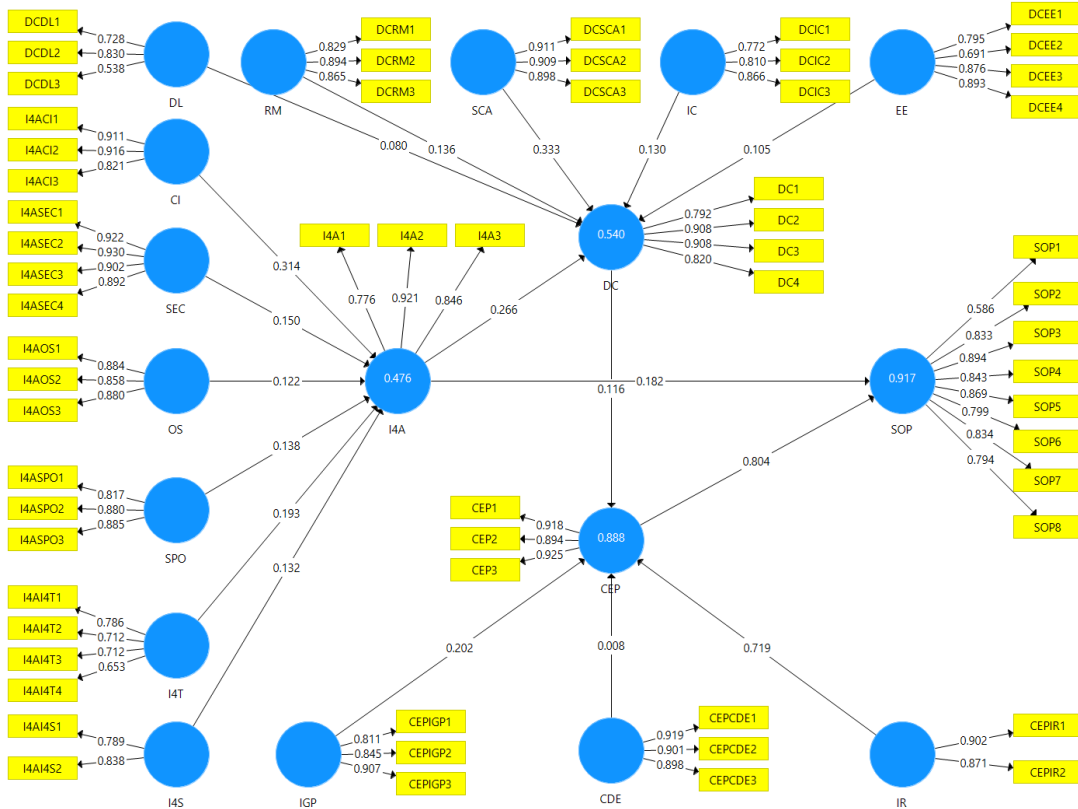 DCDL1
DCDL2
DCDL3
0.728
0.830
0.538
DL
RM
0.829
0.894
0.865
DCRM1
DCRM2
DCRM3
SCA
0.911
0.909
0.898
DCSCA1
DCSCA2
DCSCA3
IC
0.772
0.810
0.866
DCIC1
DCIC2
DCIC3
EE
0.795
0.691
0.876
0.893
DCEE1
DCEE2
DCEE3
DCEE4
I4ACI1
I4ACI2
I4ACI3
0.911
0.916
0.821
CI
0.080
0.136
0.333
0.130
0.105
I4ASEC1
I4ASEC2
I4ASEC3
I4ASEC4
0.922
0.930
0.902
0.892
SEC
0.314
0.150
I4A1
I4A2
I4A3
0.776
0.921
0.846
0.266
0.540
DC
0.792
0.908
0.908
0.820
DC1
DC2
DC3
DC4
I4AOS1
I4AOS2
I4AOS3
0.884
0.858
0.880
OS
0.122
0.476
I4A
0.116
0.182
0.917
SOP
0.586
0.833
0.894
0.843
0.869
0.799
0.834
0.794
SOP1
SOP2
SOP3
SOP4
SOP5
SOP6
SOP7
SOP8
I4ASPO1
I4ASPO2
I4ASPO3
0.817
0.880
0.885
SPO
0.138
0.193
0.132
0.804
CEP1
CEP2
CEP3
0.918
0.894
0.925
0.888
CEP
I4AI4T1
I4AI4T2
I4AI4T3
I4AI4T4
0.786
0.712
0.712
0.653
I4T
0.202
0.008
0.719
I4AI4S1
I4AI4S2
0.789
0.838
I4S
IGP
0.811
0.845
0.907
CEPIGP1
CEPIGP2
CEPIGP3
CDE
0.919
0.901
0.898
CEPCDE1
CEPCDE2
CEPCDE3
IR
0.902
0.871
CEPIR1
CEPIR2